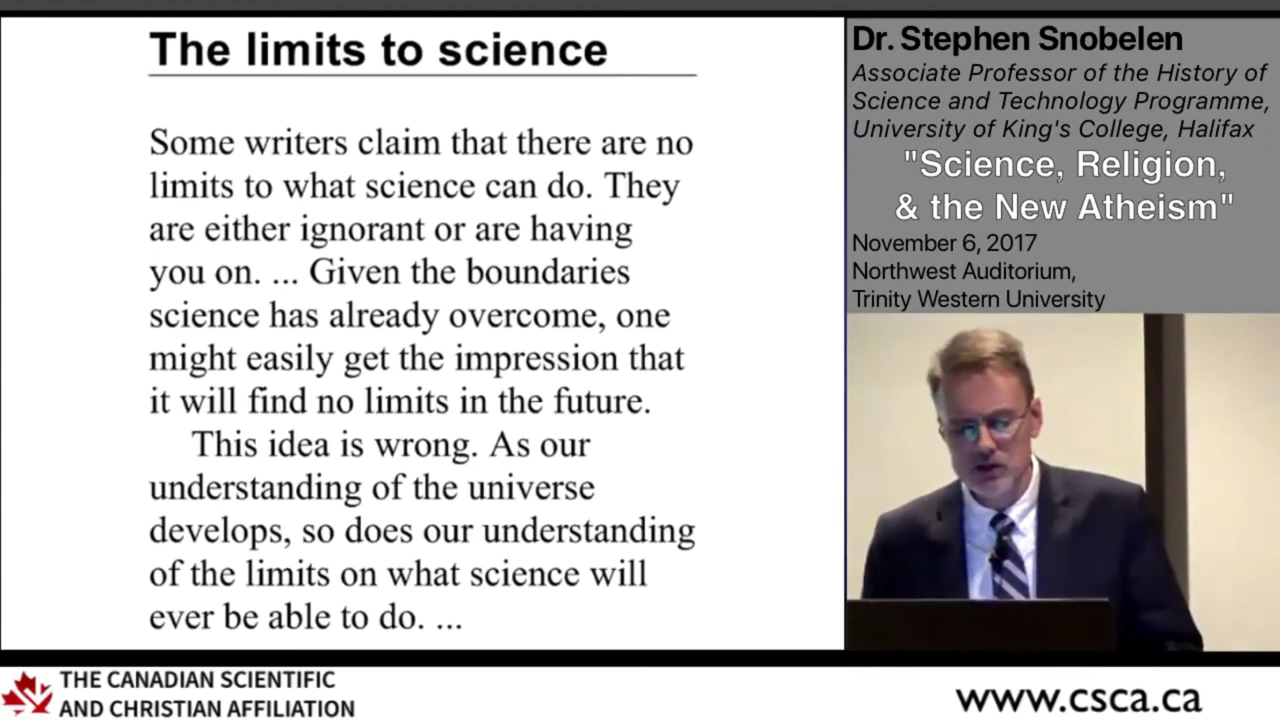 The limits to science
Some writers claim that there are no
limits to what science can do. They
are either ignorant or are having
you on. ... Given the boundaries
science has already overcome, one
might easily get the impression that
it will find no limits in the future.
This idea is wrong. As our
understanding of the universe
develops, so does our understanding
of the limits on what science will
ever be able to do. ...
Dr. Stephen Snobelen
Associate Professor of the History of
Science and Technology Programme,
University of King's College, Halifax
"Science, Religion,
& the New Atheism"
November 6, 2017
Northwest Auditorium,
Trinity Western University
THE CANADIAN SCIENTIFIC
AND CHRISTIAN AFFILIATION
www.csca.ca